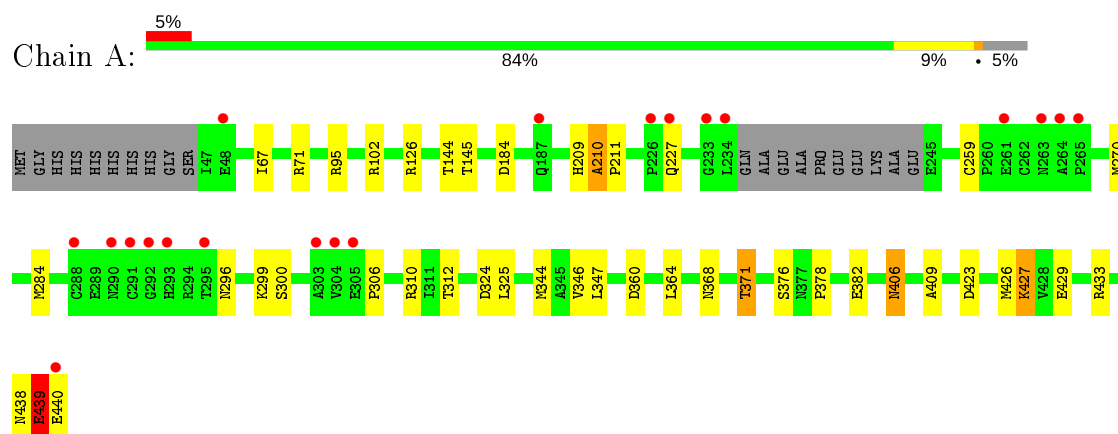 5%
Chain A:
84% 9% • 5%
MET GLY HIS HIS HIS HIS HIS HIS GLY SER I47 E48 I67 R71 R95 R102 R126 T144 T145 D184 Q187 H209 A210 P211 P226 Q227 G233 L234 GLN ALA GLU ALA PRO GLU GLU LYS ALA GLU E245 C259 P260 E261 C262 N263 A264 P265 M270
M284 C288 E289 N290 C291 G292 H293 R294 T295 N296 K299 S300 A303 V304 E305 P306 R310 I311 T312 D324 L325 M344 A345 V346 L347 D360 L364 N368 T371 S376 N377 P378 E382 N406 A409 D423 M426 K427 V428 E429 R433
N438 E439 E440